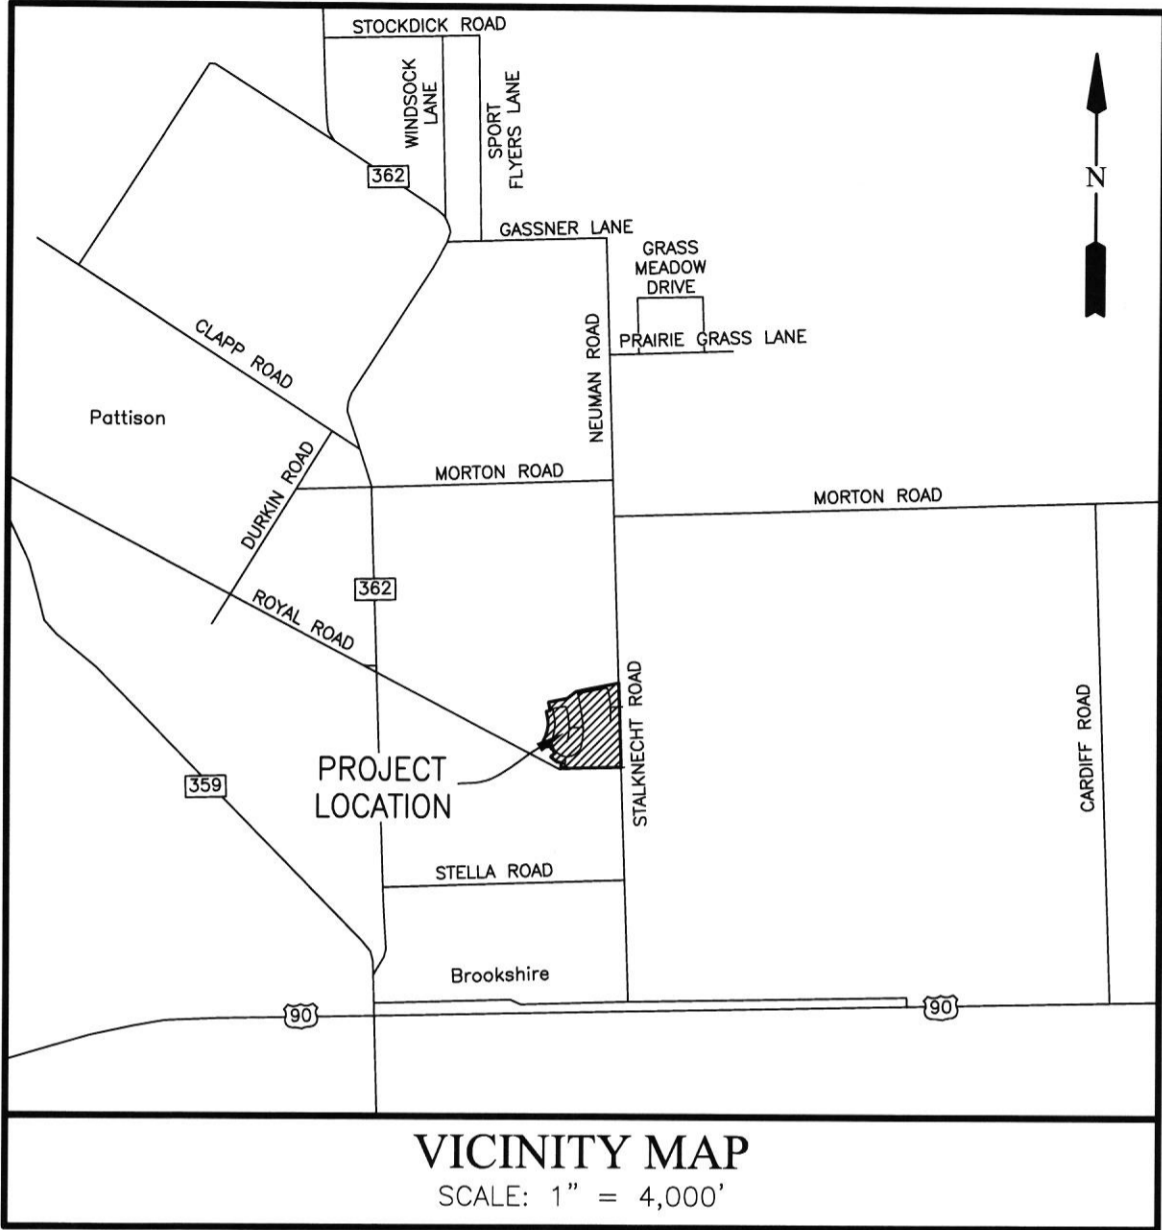 STOCKDICK ROAD
WINDSOCK
LANE
SPORT
FLYERS LANE
362
N
GASSNER LANE
GRASS
MEADOW
DRIVE
NEUMAN ROAD
PRAIRIE GRASS LANE
CLAPP ROAD
Pattison
DURKIN ROAD
MORTON ROAD
MORTON ROAD
362
ROYAL ROAD
STALKNECHT ROAD
CARDIFF ROAD
PROJECT
LOCATION
359
STELLA ROAD
Brookshire
90
90
VICINITY MAP
SCALE: 1" = 4,000'